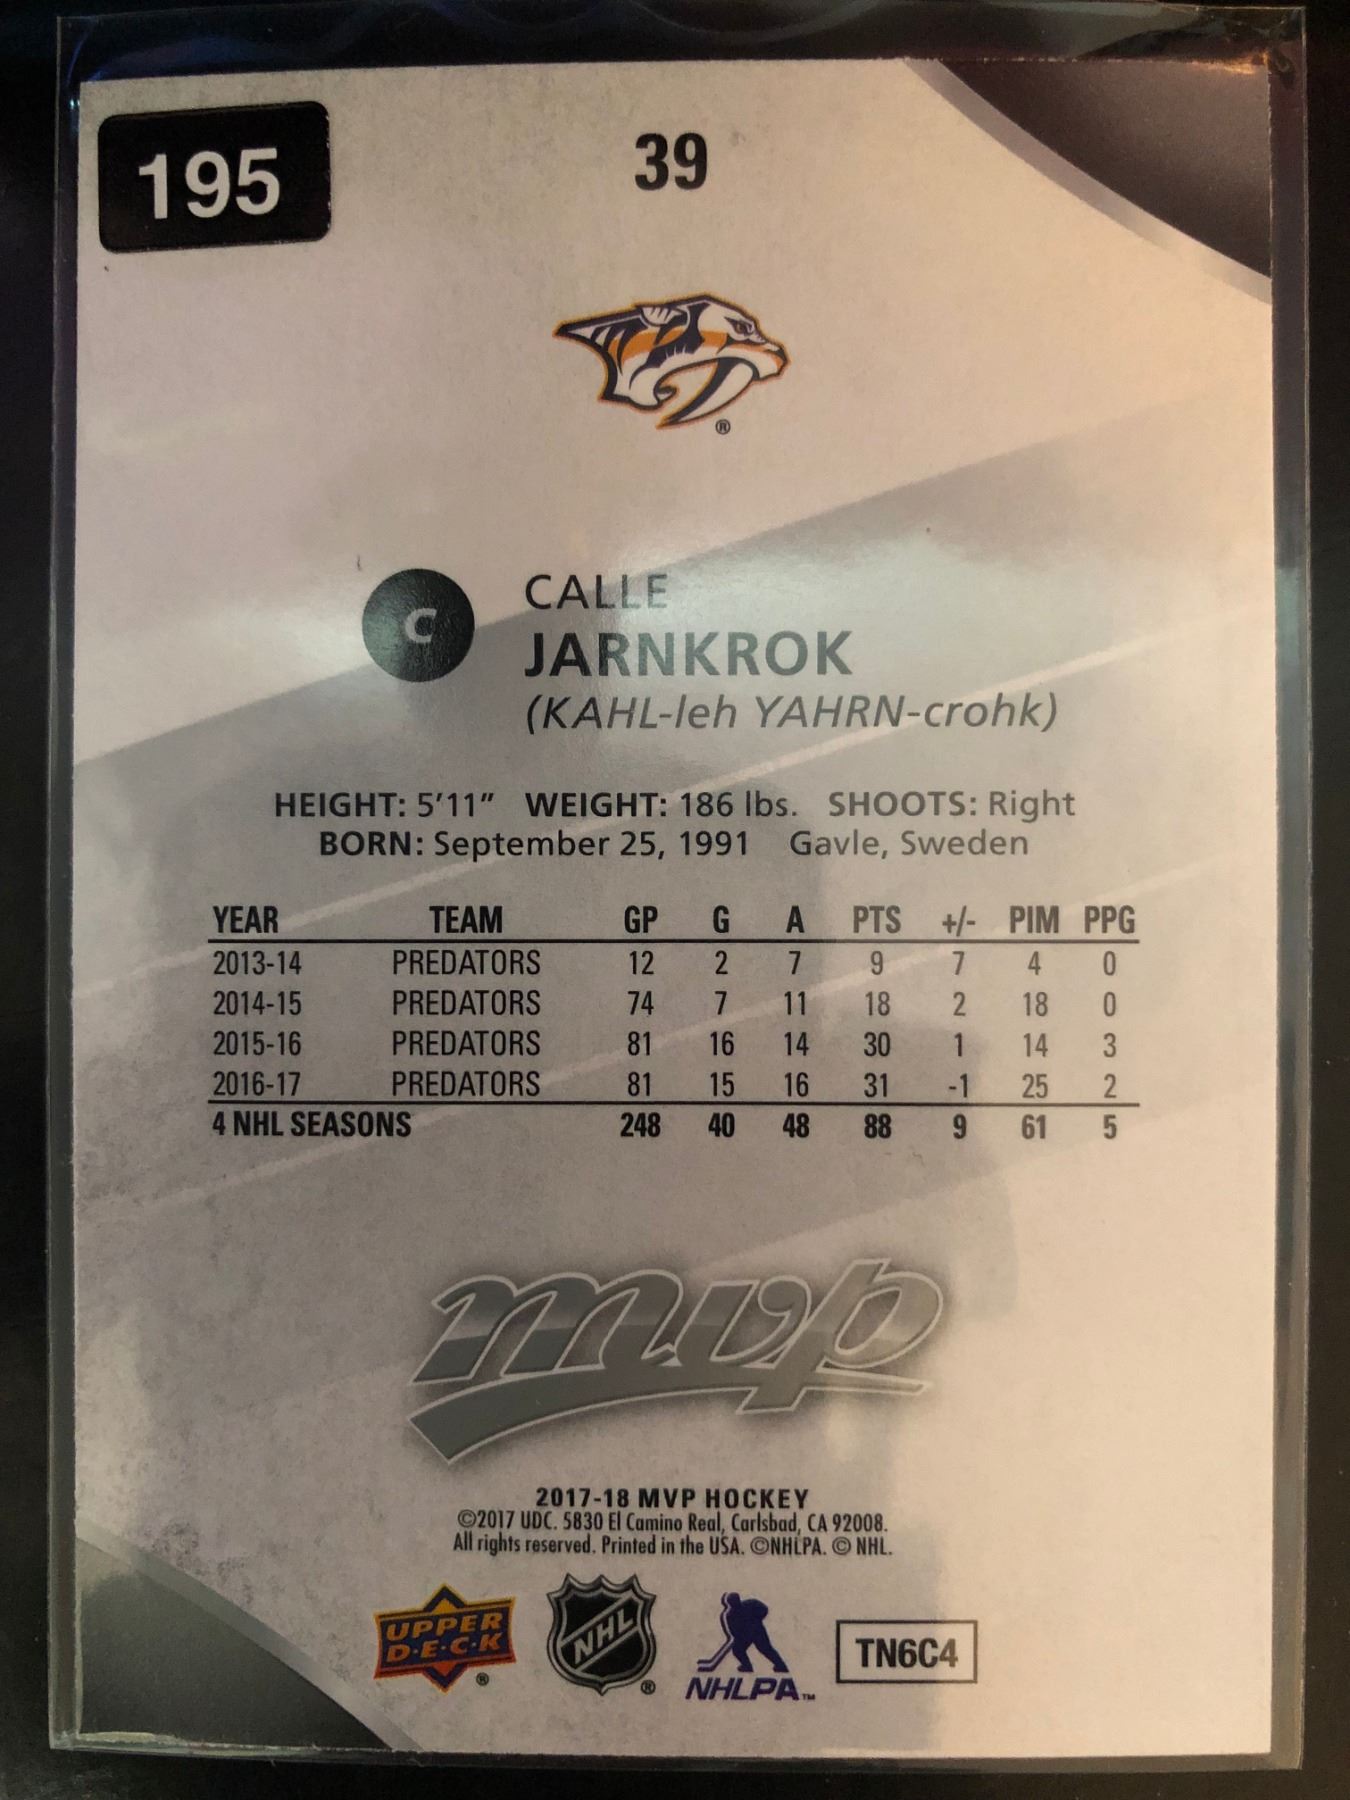 195
39
®
C
CALLE
JARNKROK
(KAHL-leh YAHRN-crohk)
HEIGHT: 5'11" WEIGHT: 186 lbs. SHOOTS: Right
BORN: September 25, 1991 Gavle, Sweden
YEAR TEAM GP G A PTS +/- PIM PPG
2013-14 PREDATORS 12 2 7 9 7 4 0
2014-15 PREDATORS 74 7 11 18 2 18 0
2015-16 PREDATORS 81 16 14 30 1 14 3
2016-17 PREDATORS 81 15 16 31 -1 25 2
4 NHL SEASONS 248 40 48 88 9 61 5
mvp
2017-18 MVP HOCKEY
©2017 UDC. 5830 El Camino Real, Carlsbad, CA 92008.
All rights reserved. Printed in the USA. ©NHLPA. © NHL.
UPPER
D·E·C·K ®
NHL ®
NHLPA™
TN6C4